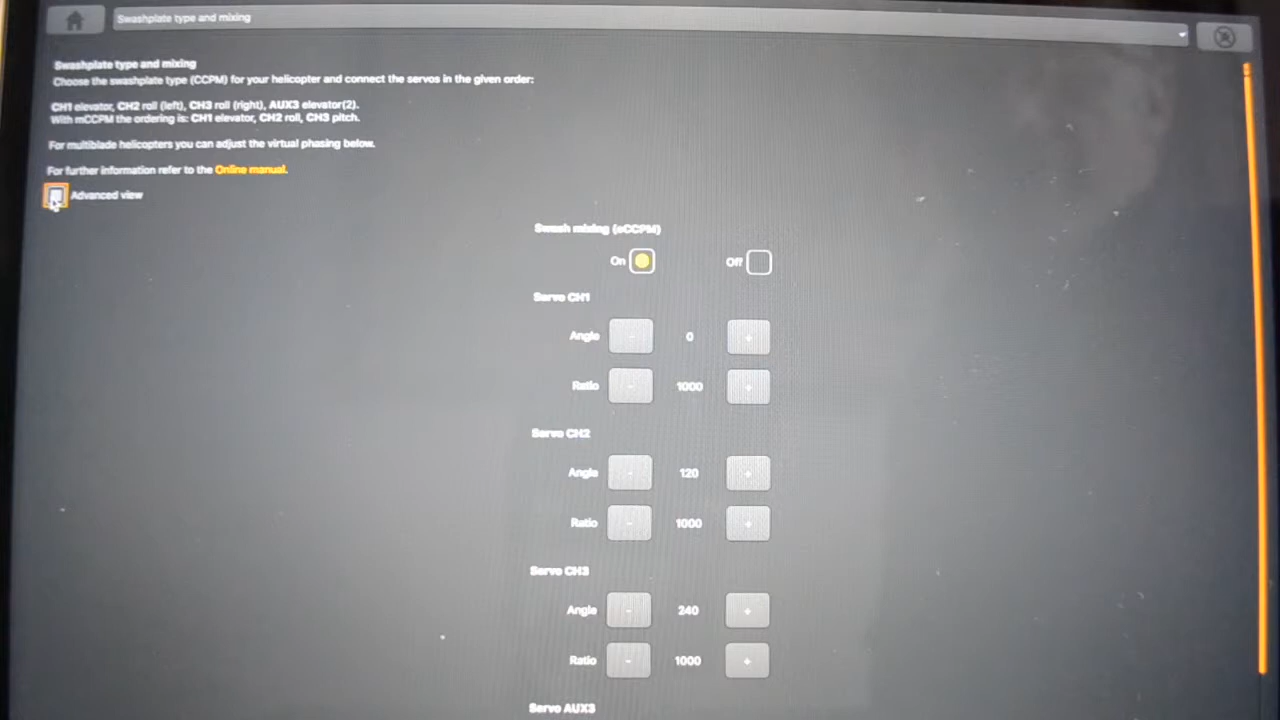 Swashplate type and mixing
Swashplate type and mixing
Choose the swashplate type (CCPM) for your helicopter and connect the servos in the given order:
CH1 elevator, CH2 roll (left), CH3 roll (right), AUX3 elevator(2).
With mCCPM the ordering is: CH1 elevator, CH2 roll, CH3 pitch.
For multiblade helicopters you can adjust the virtual phasing below.
For further information refer to the Online manual.
Advanced view
Swash mixing (eCCPM)
On Off
Servo CH1
Angle - 0 +
Ratio - 1000 +
Servo CH2
Angle - 120 +
Ratio - 1000 +
Servo CH3
Angle - 240 +
Ratio - 1000 +
Servo AUX3